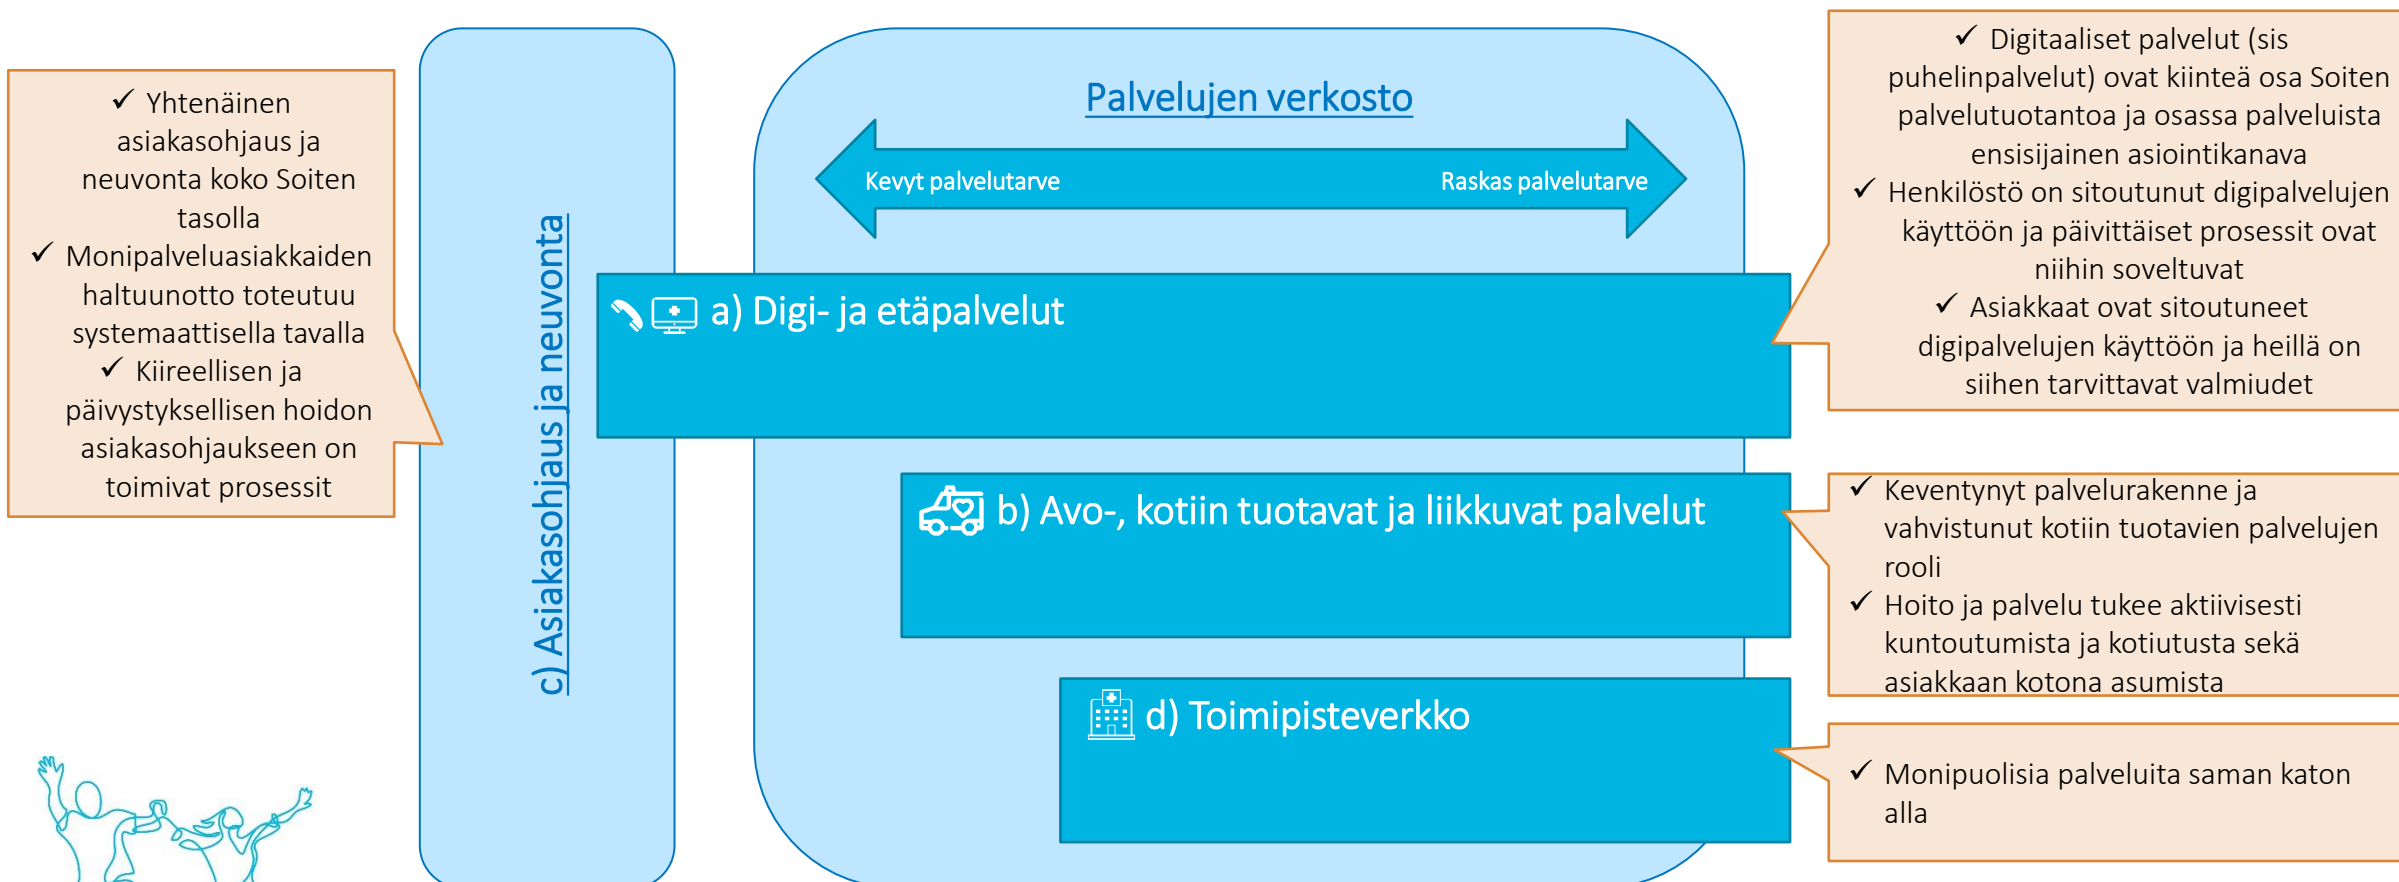 ✓ Yhtenäinen
asiakasohjaus ja
neuvonta koko Soiten
tasolla
✓ Monipalveluasiakkaiden
haltuunotto toteutuu
systemaattisella tavalla
✓ Kiireellisen ja
päivystyksellisen hoidon
asiakasohjaukseen on
toimivat prosessit
c) Asiakasohjaus ja neuvonta
Palvelujen verkosto
Kevyt palvelutarve
Raskas palvelutarve
a) Digi- ja etäpalvelut
b) Avo-, kotiin tuotavat ja liikkuvat palvelut
d) Toimipisteverkko
✓ Digitaaliset palvelut (sis
puhelinpalvelut) ovat kiinteä osa Soiten
palvelutuotantoa ja osassa palveluista
ensisijainen asiointikanava
✓ Henkilöstö on sitoutunut digipalvelujen
käyttöön ja päivittäiset prosessit ovat
niihin soveltuvat
✓ Asiakkaat ovat sitoutuneet
digipalvelujen käyttöön ja heillä on
siihen tarvittavat valmiudet
✓ Keventynyt palvelurakenne ja
vahvistunut kotiin tuotavien palvelujen
rooli
✓ Hoito ja palvelu tukee aktiivisesti
kuntoutumista ja kotiutusta sekä
asiakkaan kotona asumista
✓ Monipuolisia palveluita saman katon
alla